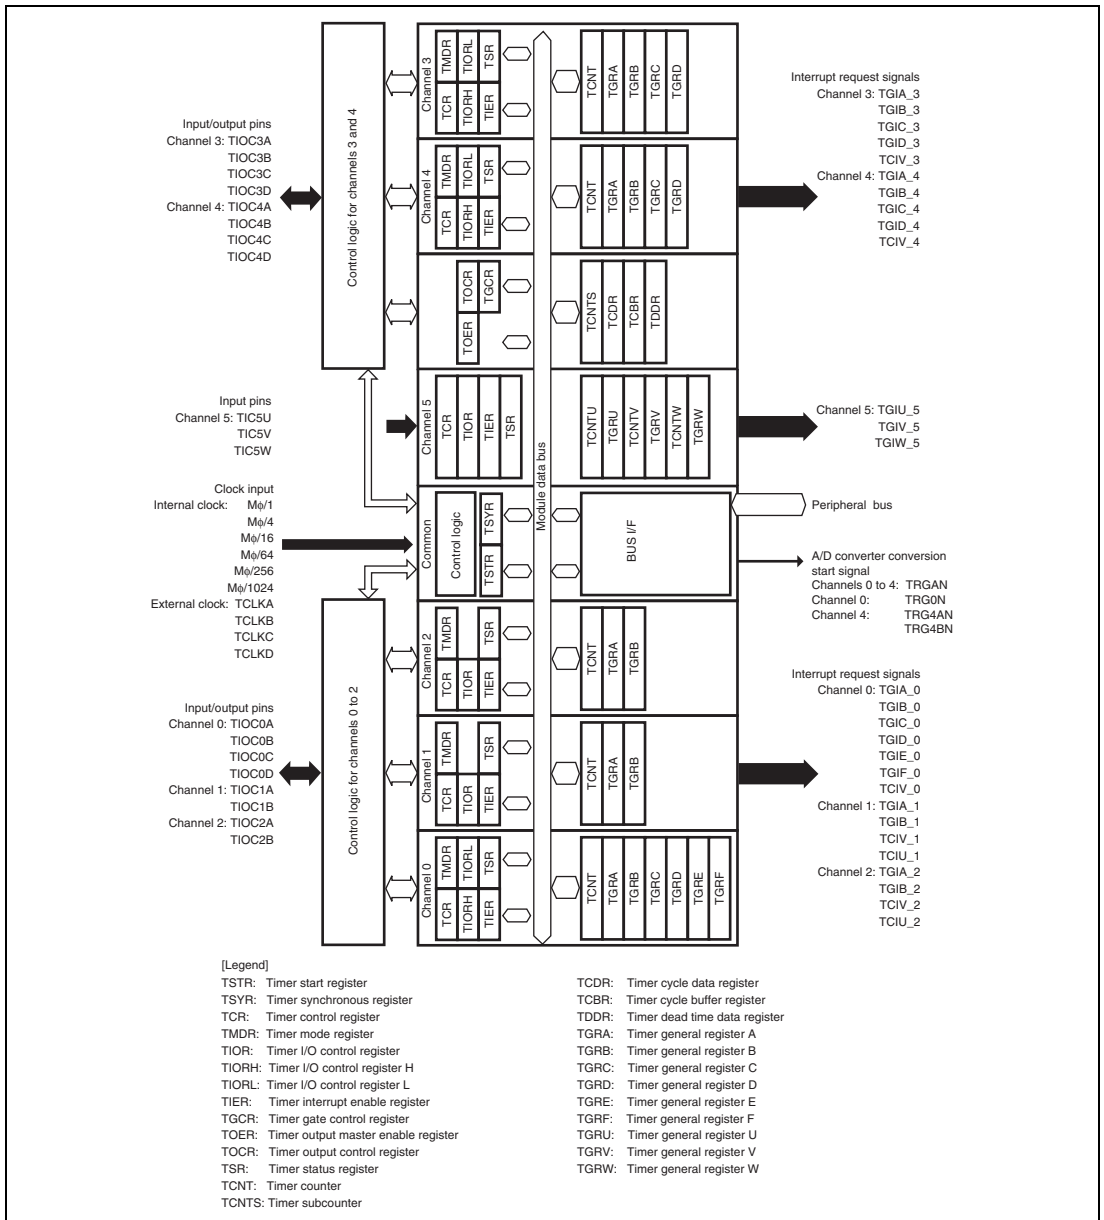 Input/output pins
Channel 3: TIOC3A
TIOC3B
TIOC3C
TIOC3D
Channel 4: TIOC4A
TIOC4B
TIOC4C
TIOC4D
Input pins
Channel 5: TIC5U
TIC5V
TIC5W
Clock input
Internal clock: Mφ/1
Mφ/4
Mφ/16
Mφ/64
Mφ/256
Mφ/1024
External clock: TCLKA
TCLKB
TCLKC
TCLKD
Input/output pins
Channel 0: TIOC0A
TIOC0B
TIOC0C
TIOC0D
Channel 1: TIOC1A
TIOC1B
Channel 2: TIOC2A
TIOC2B
Control logic for channels 3 and 4
Control logic for channels 0 to 2
Channel 3
TCR
TMDR
TIORH
TIORL
TIER
TSR
TCNT
TGRA
TGRB
TGRC
TGRD
Channel 4
TCR
TMDR
TIORH
TIORL
TIER
TSR
TCNT
TGRA
TGRB
TGRC
TGRD
TOER
TOCR
TGCR
TCNTS
TCDR
TCBR
TDDR
Channel 5
TCR
TIOR
TIER
TSR
TCNTU
TGRU
TCNTV
TGRV
TCNTW
TGRW
Module data bus
Common
Control logic
TSTR
TSYR
BUS I/F
Channel 2
TCR
TMDR
TIOR
TIER
TSR
TCNT
TGRA
TGRB
Channel 1
TCR
TMDR
TIOR
TIER
TSR
TCNT
TGRA
TGRB
Channel 0
TCR
TMDR
TIORH
TIORL
TIER
TSR
TCNT
TGRA
TGRB
TGRC
TGRD
TGRE
TGRF
Interrupt request signals
Channel 3: TGIA_3
TGIB_3
TGIC_3
TGID_3
TCIV_3
Channel 4: TGIA_4
TGIB_4
TGIC_4
TGID_4
TCIV_4
Channel 5: TGIU_5
TGIV_5
TGIW_5
Peripheral bus
A/D converter conversion
start signal
Channels 0 to 4: TRGAN
Channel 0: TRG0N
Channel 4: TRG4AN
TRG4BN
Interrupt request signals
Channel 0: TGIA_0
TGIB_0
TGIC_0
TGID_0
TGIE_0
TGIF_0
TCIV_0
Channel 1: TGIA_1
TGIB_1
TCIV_1
TCIU_1
Channel 2: TGIA_2
TGIB_2
TCIV_2
TCIU_2
[Legend]
TSTR: Timer start register
TSYR: Timer synchronous register
TCR: Timer control register
TMDR: Timer mode register
TIOR: Timer I/O control register
TIORH: Timer I/O control register H
TIORL: Timer I/O control register L
TIER: Timer interrupt enable register
TGCR: Timer gate control register
TOER: Timer output master enable register
TOCR: Timer output control register
TSR: Timer status register
TCNT: Timer counter
TCNTS: Timer subcounter
TCDR: Timer cycle data register
TCBR: Timer cycle buffer register
TDDR: Timer dead time data register
TGRA: Timer general register A
TGRB: Timer general register B
TGRC: Timer general register C
TGRD: Timer general register D
TGRE: Timer general register E
TGRF: Timer general register F
TGRU: Timer general register U
TGRV: Timer general register V
TGRW: Timer general register W